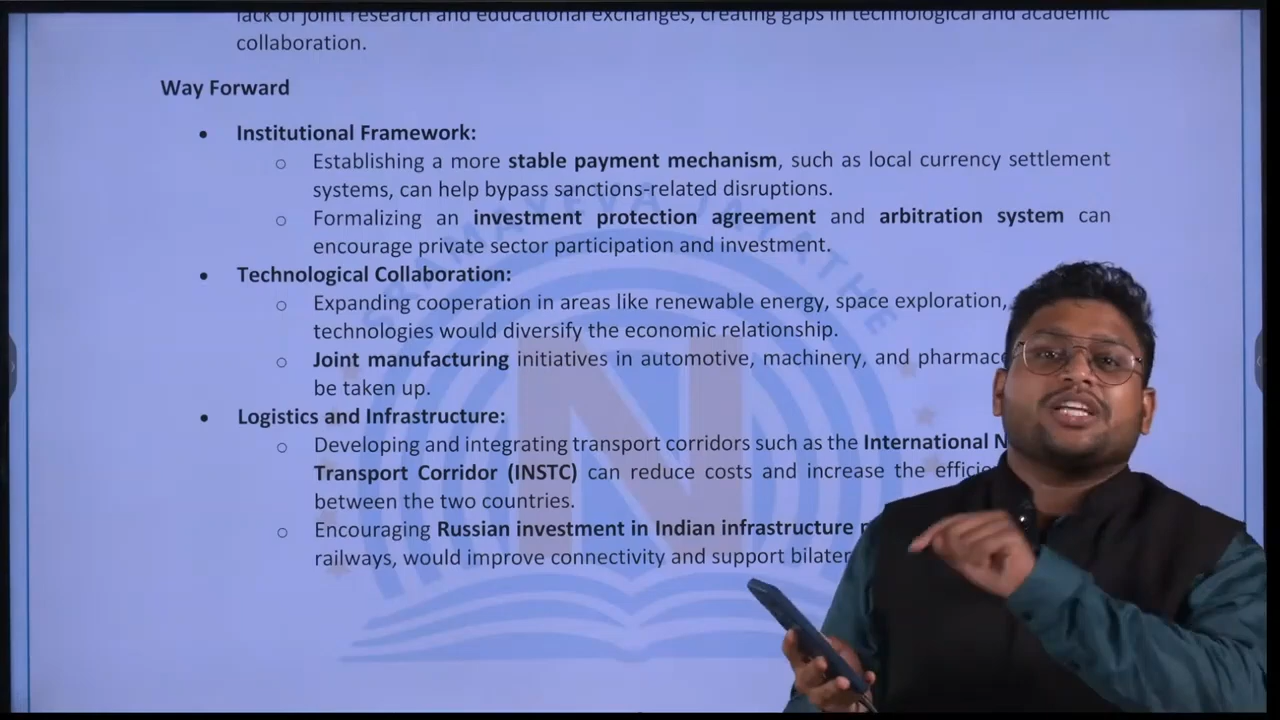 lack of joint research and educational exchanges, creating gaps in technological and academic
collaboration.
Way Forward
• Institutional Framework:
o Establishing a more stable payment mechanism, such as local currency settlement
systems, can help bypass sanctions-related disruptions.
o Formalizing an investment protection agreement and arbitration system can
encourage private sector participation and investment.
• Technological Collaboration:
o Expanding cooperation in areas like renewable energy, space exploration,
technologies would diversify the economic relationship.
o Joint manufacturing initiatives in automotive, machinery, and
be taken up.
• Logistics and Infrastructure:
o Developing and integrating transport corridors such as the International
Transport Corridor (INSTC) can reduce costs and increase the
between the two countries.
o Encouraging Russian investment in Indian infrastructure
railways, would improve connectivity and support